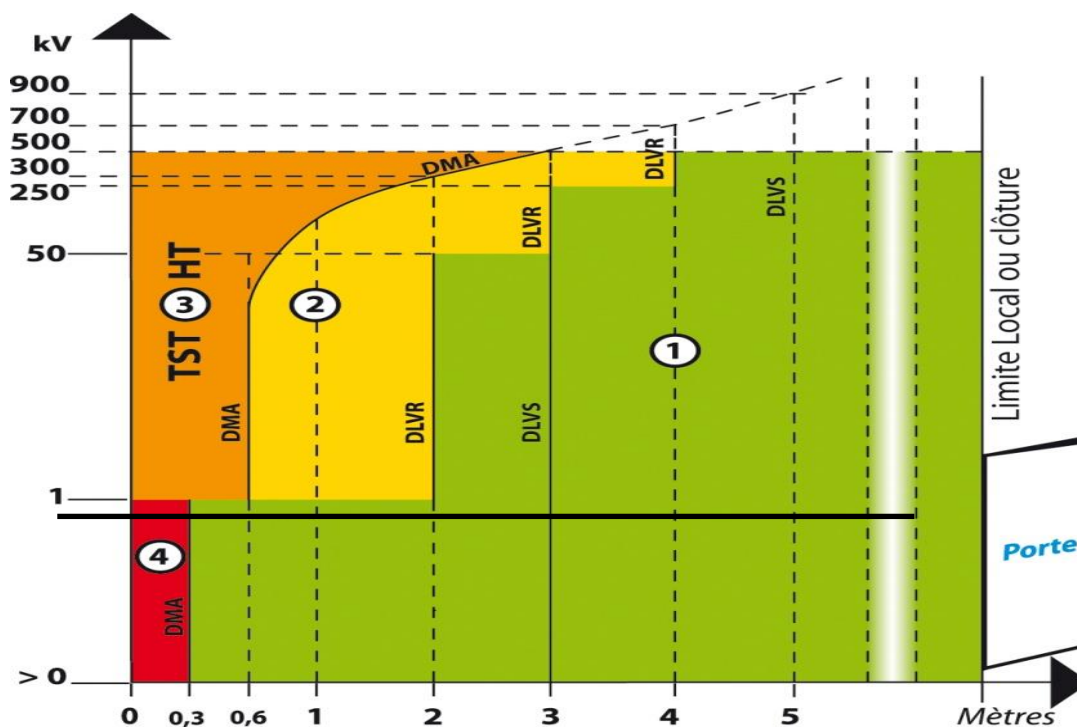 kV
900
700
500
300
250
50
1
> 0
DMA
DLVR
DLVR
DLVS
TST HT
3
2
1
DMA
DLVR
DLVS
4
DMA
Limite Local ou clôture
Porte
0
0,3
0,6
1
2
3
4
5
Mètres